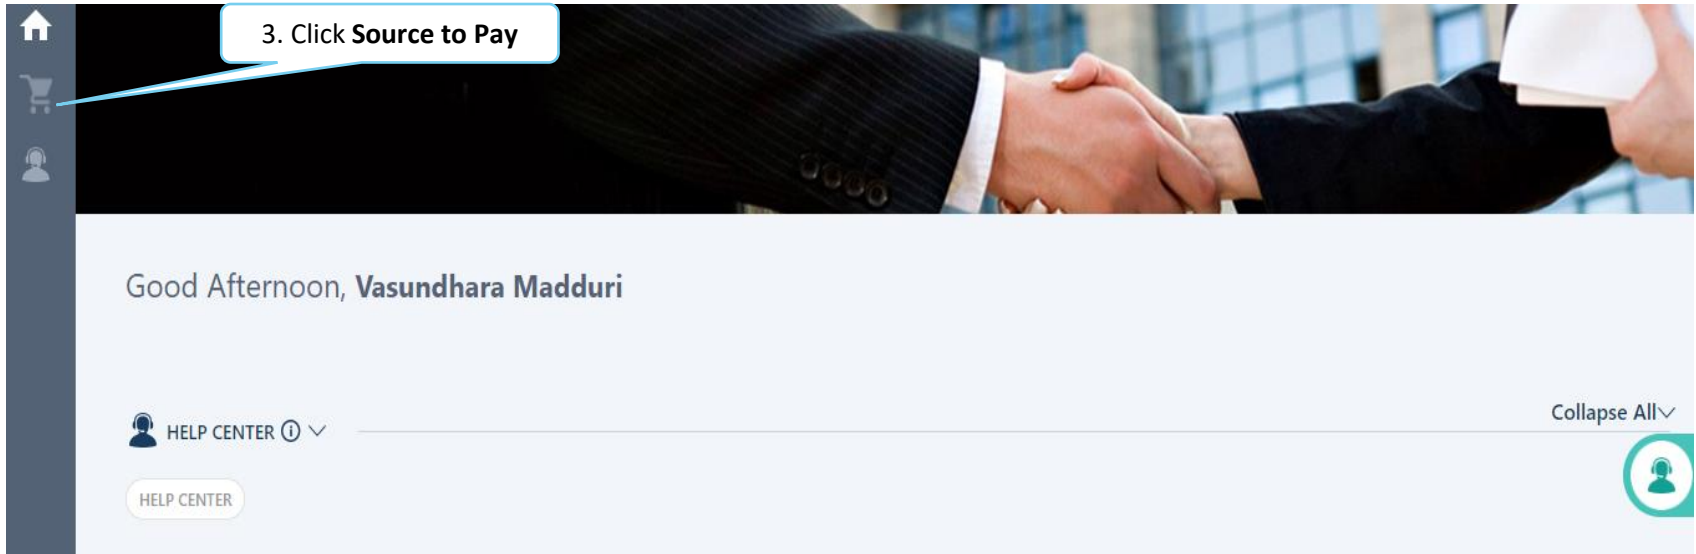 3. Click Source to Pay
Good Afternoon, Vasundhara Madduri
Collapse All
HELP CENTER
HELP CENTER